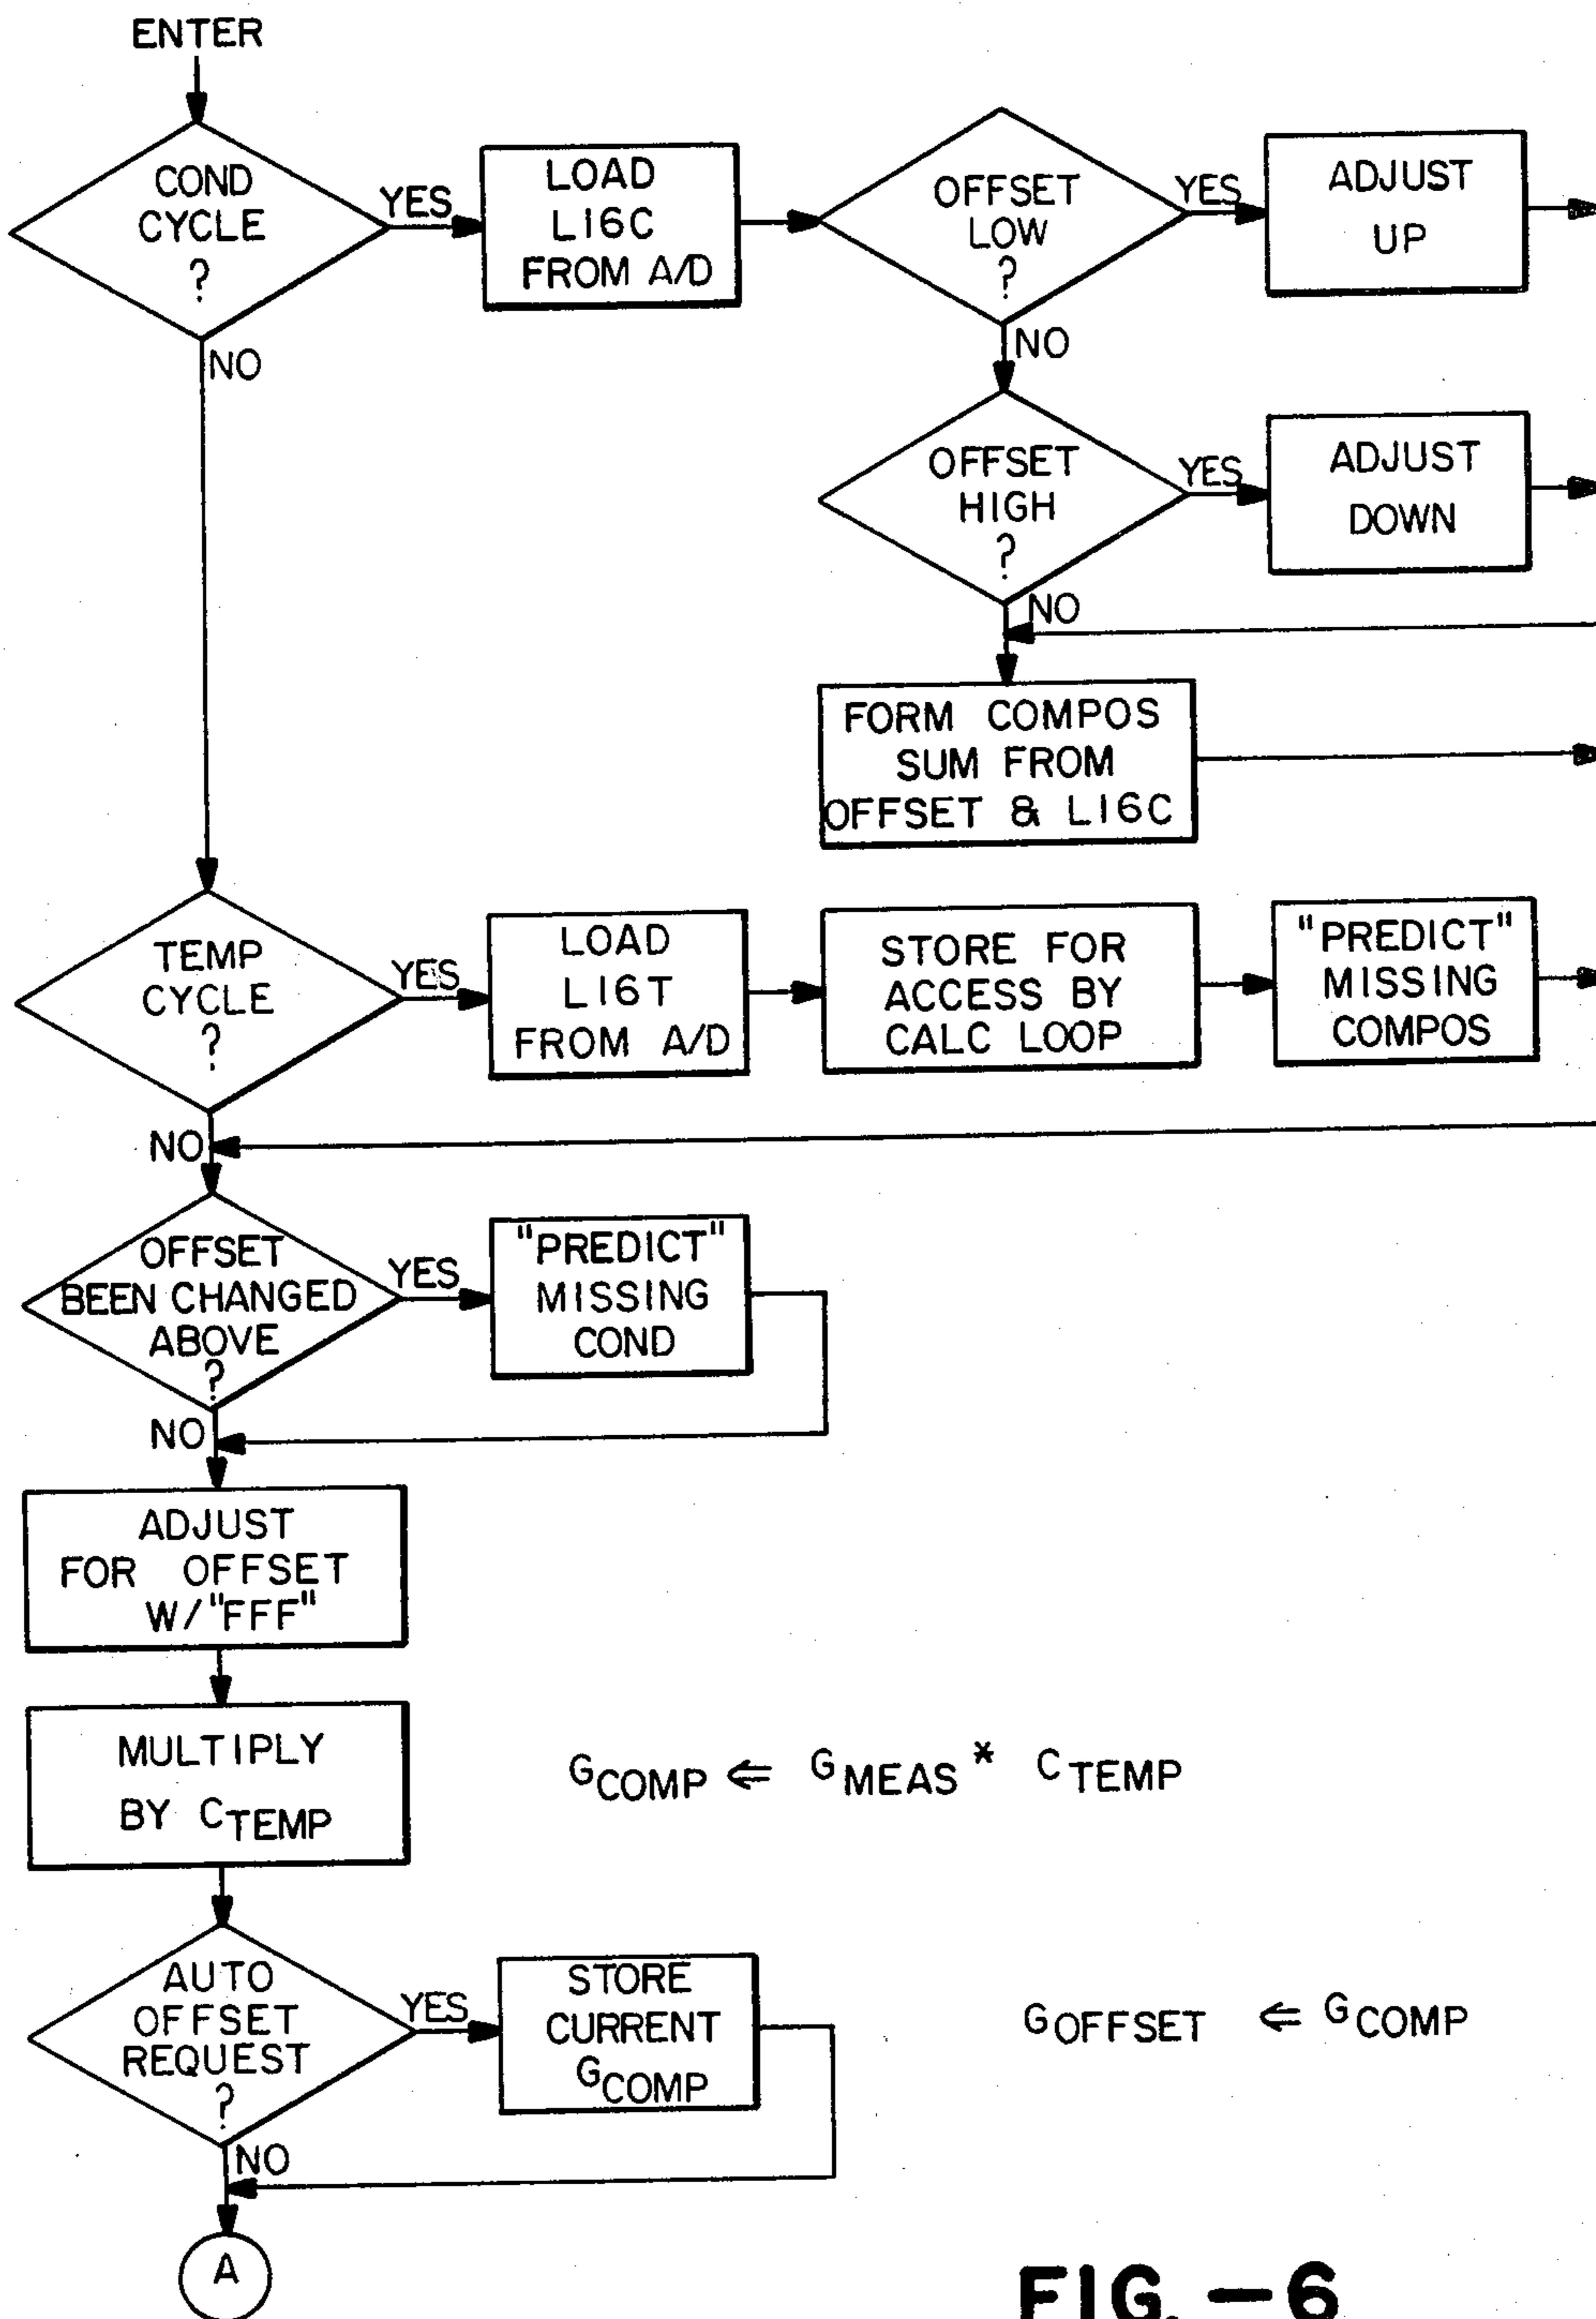 ENTER
COND
CYCLE
?
YES
NO
LOAD
L16C
FROM A/D
OFFSET
LOW
?
YES
NO
ADJUST
UP
OFFSET
HIGH
?
YES
NO
ADJUST
DOWN
FORM COMPOS
SUM FROM
OFFSET & L16C
TEMP
CYCLE
?
YES
NO
LOAD
L16T
FROM A/D
STORE FOR
ACCESS BY
CALC LOOP
"PREDICT"
MISSING
COMPOS
OFFSET
BEEN CHANGED
ABOVE
?
YES
NO
"PREDICT"
MISSING
COND
ADJUST
FOR OFFSET
W/"FFF"
MULTIPLY
BY CTEMP
GCOMP ⇐ GMEAS * CTEMP
AUTO
OFFSET
REQUEST
?
YES
NO
STORE
CURRENT
GCOMP
GOFFSET ⇐ GCOMP
A
FIG.-6